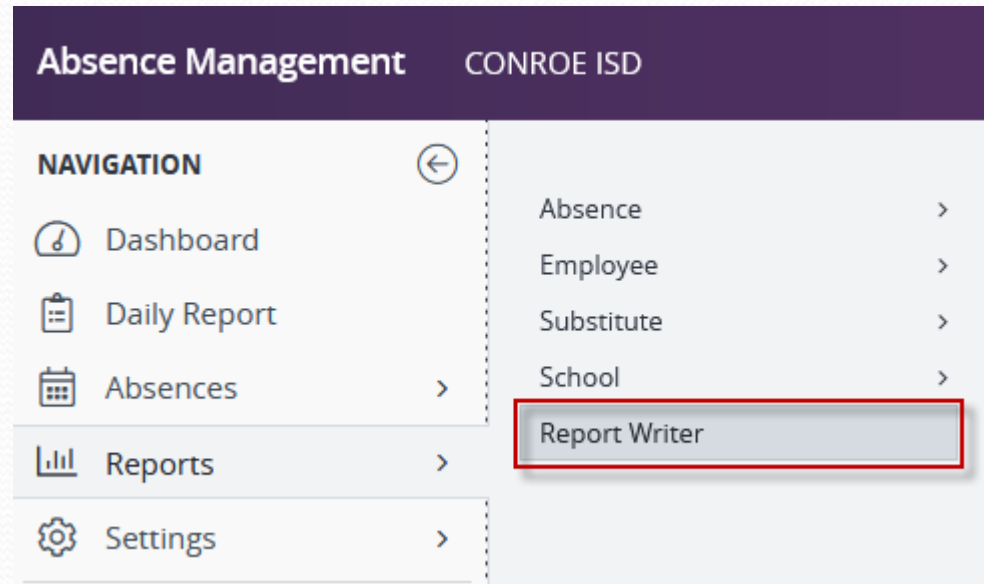 Absence Management CONROE ISD
NAVIGATION
Dashboard
Daily Report
Absences
Reports
Settings
Absence
Employee
Substitute
School
Report Writer